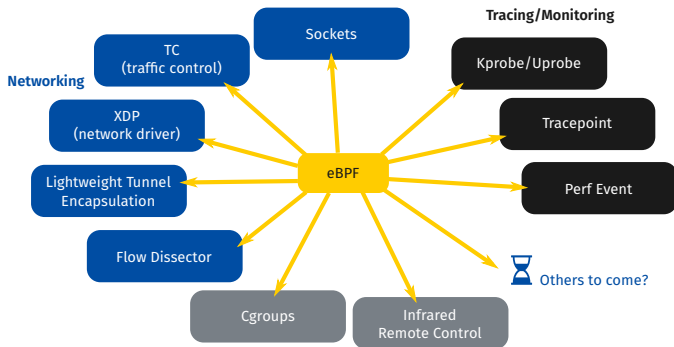 Tracing/Monitoring
Sockets
TC
(traffic control)
Kprobe/Uprobe
Networking
XDP
(network driver)
Tracepoint
eBPF
Lightweight Tunnel
Encapsulation
Perf Event
Flow Dissector
Others to come?
Cgroups
Infrared
Remote Control